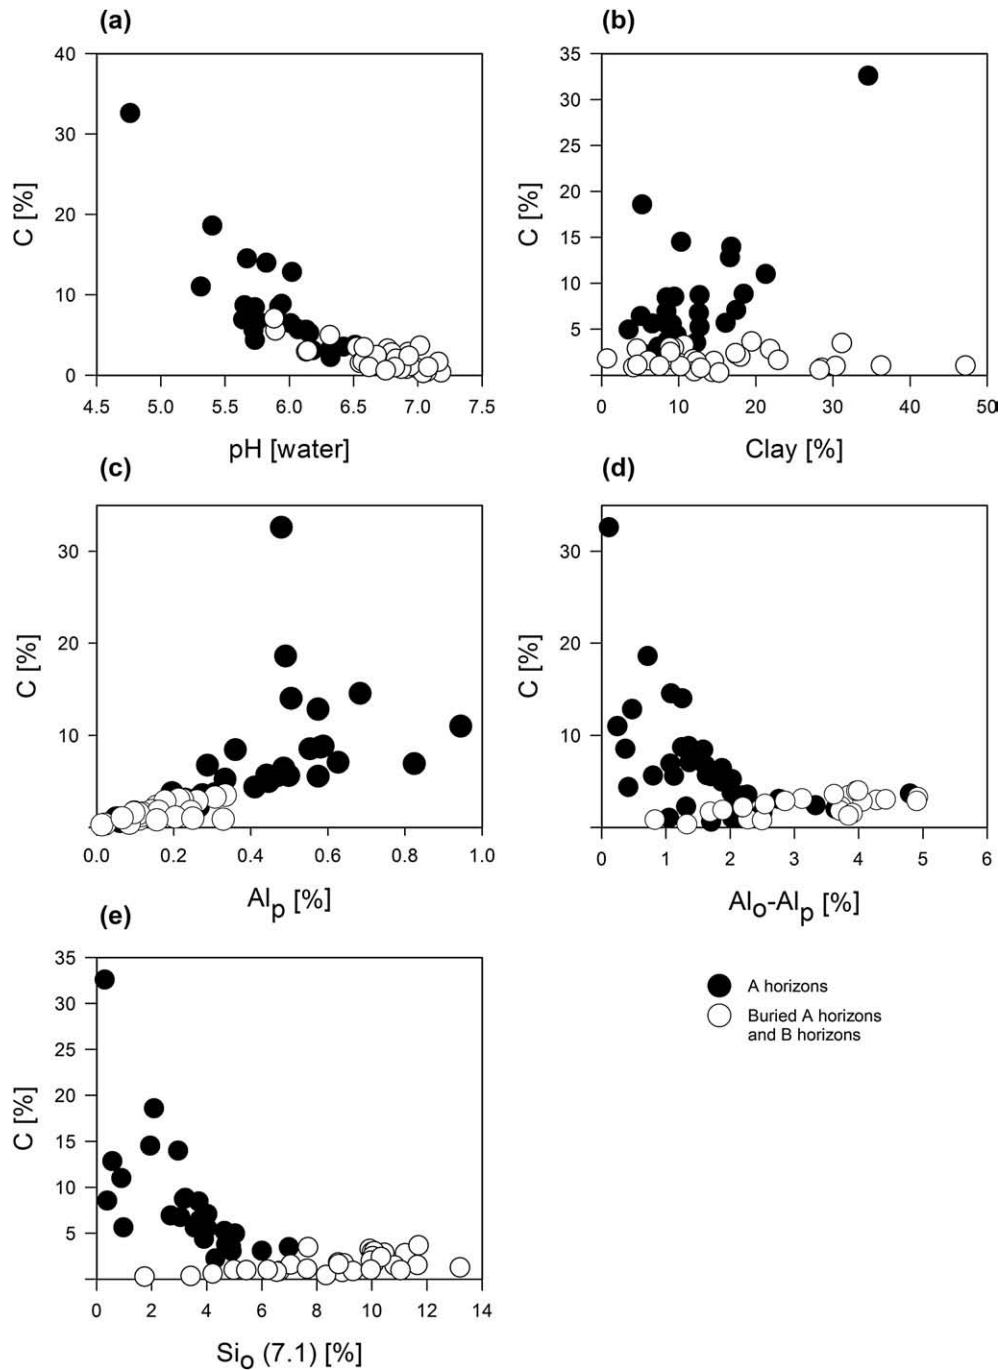 (a)
40
30
20
10
0
C [%]
4.5 5.0 5.5 6.0 6.5 7.0 7.5
pH [water]
(b)
35
30
25
20
15
10
5
C [%]
0 10 20 30 40 50
Clay [%]
(c)
30
20
10
C [%]
0.0 0.2 0.4 0.6 0.8 1.0
Alp [%]
(d)
30
20
10
C [%]
0 1 2 3 4 5 6
Alo-Alp [%]
(e)
35
30
25
20
15
10
5
C [%]
0 2 4 6 8 10 12 14
Sio (7.1) [%]
A horizons
Buried A horizons
and B horizons